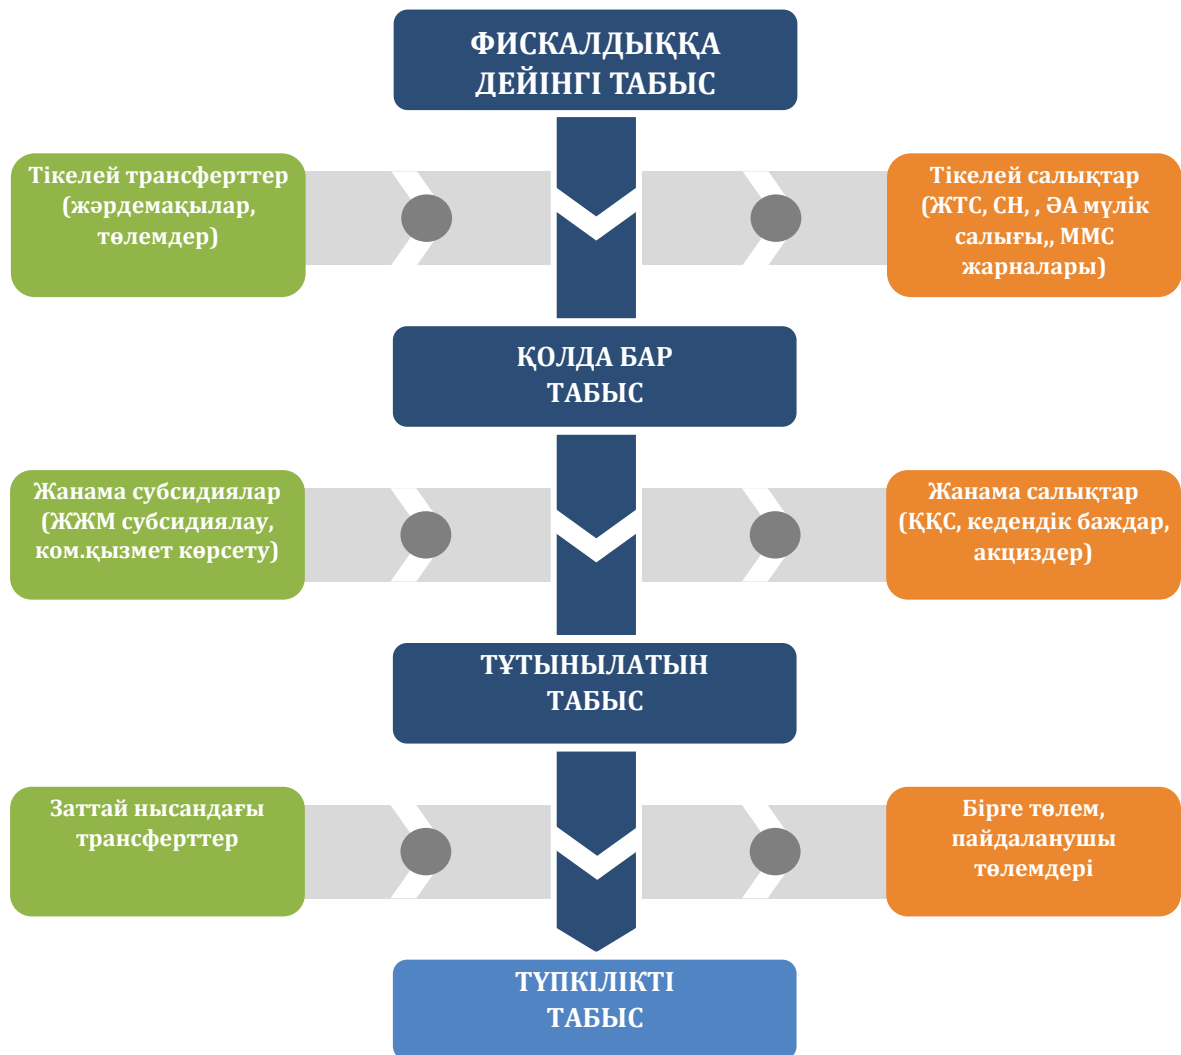 ФИСКАЛДЫҚҚА
ДЕЙІНГІ ТАБЫС
Тікелей трансферттер
(жәрдемақылар,
төлемдер)
Тікелей салықтар
(ЖТС, СН, , ӘА мүлік
салығы,, ММС
жарналары)
ҚОЛДА БАР
ТАБЫС
Жанама субсидиялар
(ЖЖМ субсидиялау,
ком.қызмет көрсету)
Жанама салықтар
(ҚҚС, кедендік баждар,
акциздер)
ТҰТЫНЫЛАТЫН
ТАБЫС
Заттай нысандағы
трансферттер
Бірге төлем,
пайдаланушы
төлемдері
ТҮПКІЛІКТІ
ТАБЫС